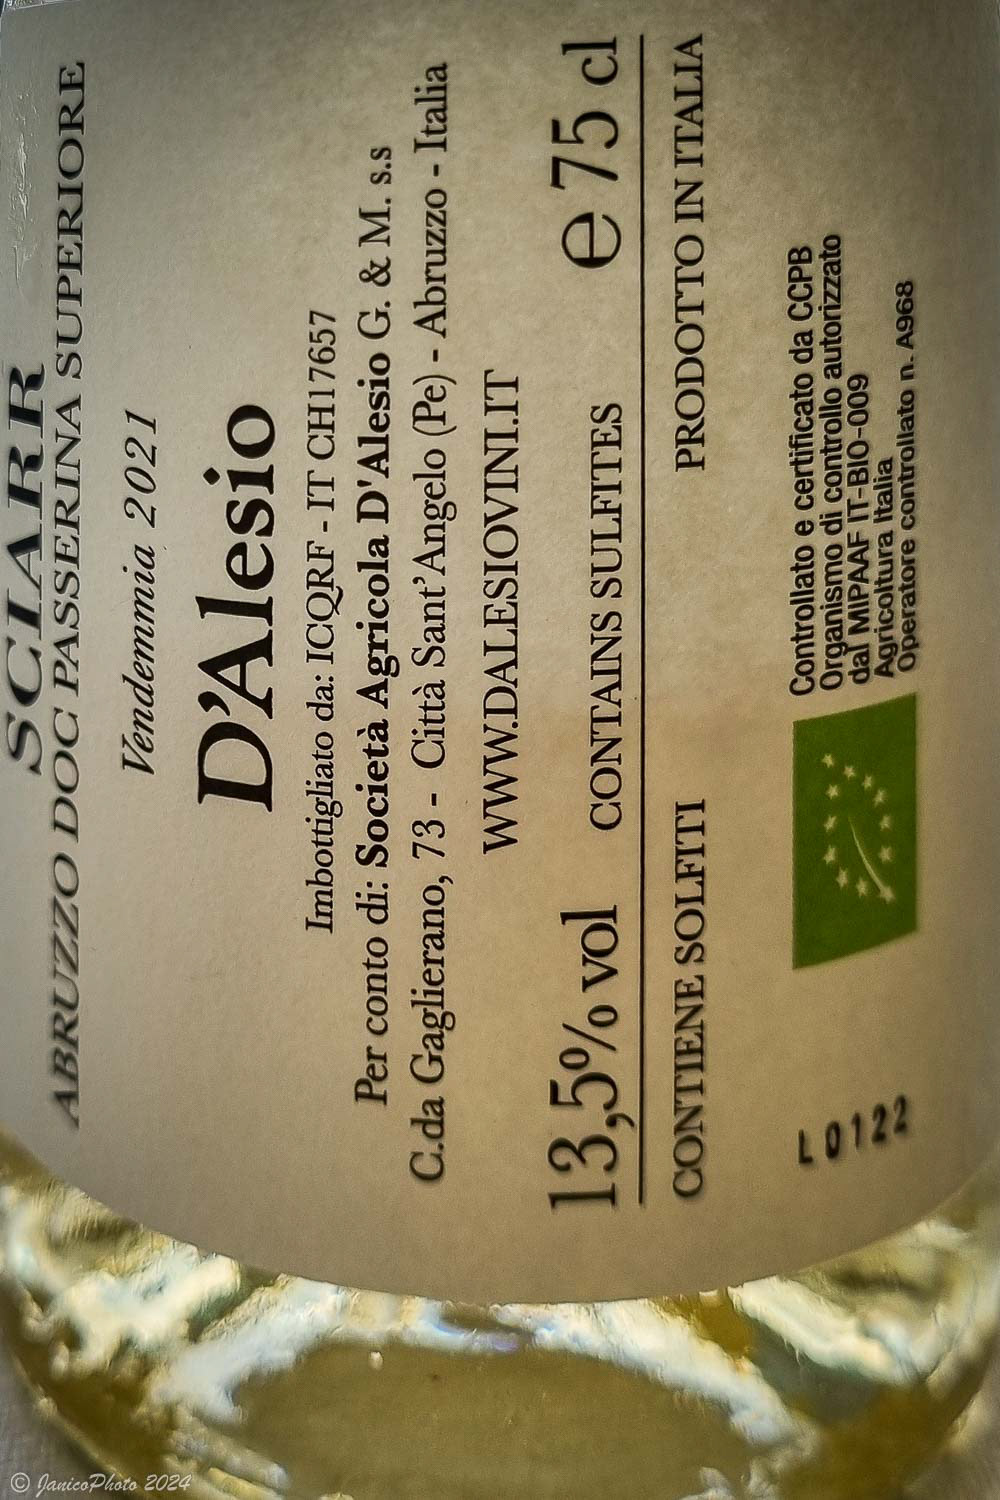 SCIARR
ABRUZZO DOC PASSERINA SUPERIORE
Vendemmia 2021
D'Alesio
Imbottigliato da: ICQRF - IT CH17657
Per conto di: Società Agricola D'Alesio G. & M. s.s
C.da Gaglierano, 73 - Città Sant'Angelo (Pe) - Abruzzo - Italia
WWW.DALESIOVINI.IT
13,5% vol CONTAINS SULFITES e 75 cl
CONTIENE SOLFITI PRODOTTO IN ITALIA
Controllato e certificato da CCPB
Organismo di controllo autorizzato
dal MIPAAF IT-BIO-009
Agricoltura Italia
Operatore controllato n. A968
L0122
© JanicoPhoto 2024